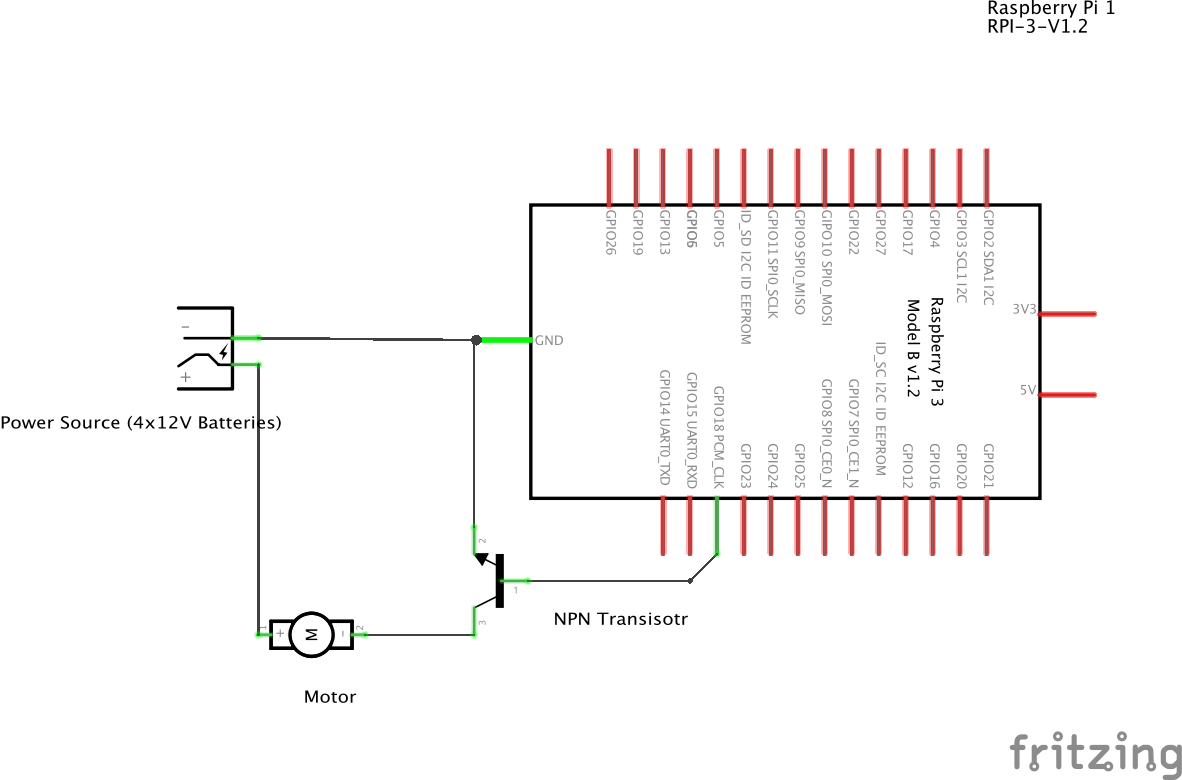 Raspberry Pi 1
RPI-3-V1.2
GPIO26
GPIO19
GPIO13
GPIO6
GPIO5
ID_SD I2C ID EEPROM
GPIO11 SPI0_SCLK
GPIO9 SPI0_MISO
GIPO10 SPI0_MOSI
GPIO22
GPIO27
GPIO17
GPIO4
GPIO3 SCL1 I2C
GPIO2 SDA1 I2C
Raspberry Pi 3
Model B v1.2
3V3
5V
GND
-
+
Power Source (4x12V Batteries)
GPIO14 UART0_TXD
GPIO15 UART0_RXD
GPIO18 PCM_CLK
GPIO23
GPIO24
GPIO25
GPIO8 SPI0_CE0_N
GPIO7 SPI0_CE1_N
ID_SC I2C ID EEPROM
GPIO12
GPIO16
GPIO20
GPIO21
2
1
3
NPN Transisotr
1
+
M
-
2
Motor
fritzing